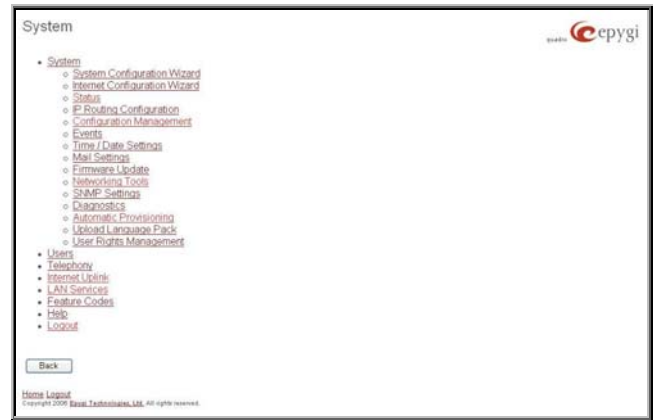 System
quadro epygi
System
System Configuration Wizard
Internet Configuration Wizard
Status
IP Routing Configuration
Configuration Management
Events
Time / Date Settings
Mail Settings
Firmware Update
Networking Tools
SNMP Settings
Diagnostics
Automatic Provisioning
Upload Language Pack
User Rights Management
Users
Telephony
Internet Uplink
LAN Services
Feature Codes
Help
Logout
Back
Home Logout
Copyright 2006 Epygi Technologies, Ltd. All rights reserved.